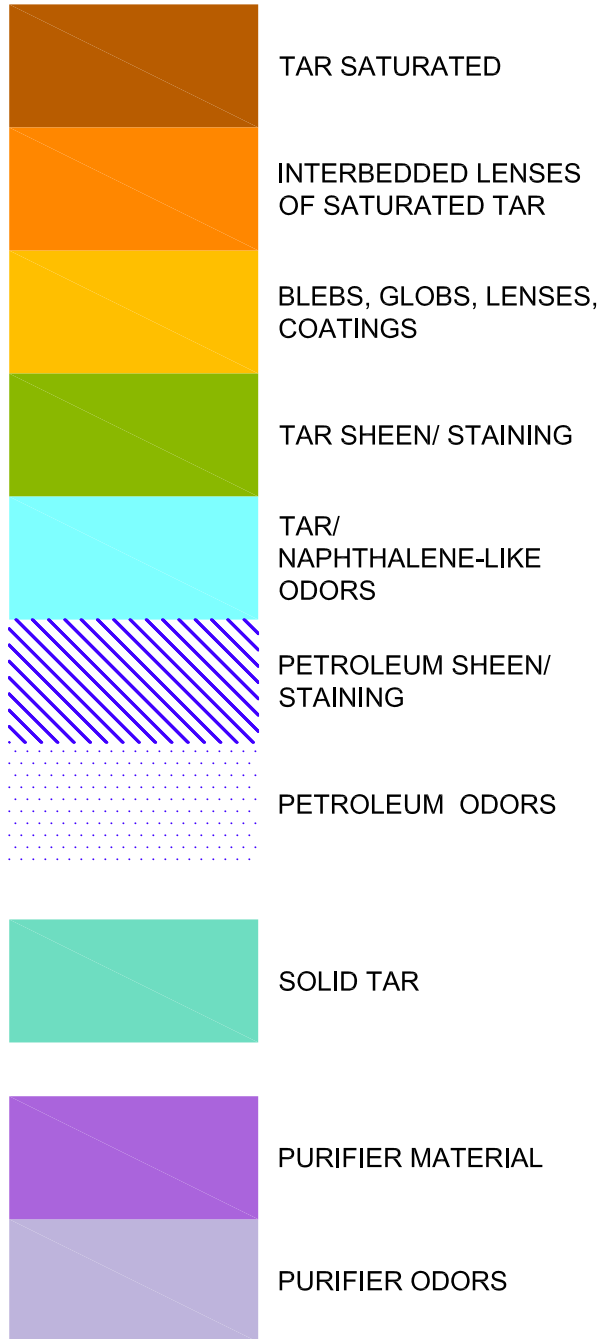 TAR SATURATED
INTERBEDDED LENSES
OF SATURATED TAR
BLEBS, GLOBS, LENSES,
COATINGS
TAR SHEEN/ STAINING
TAR/
NAPHTHALENE-LIKE
ODORS
PETROLEUM SHEEN/
STAINING
PETROLEUM  ODORS
SOLID TAR
PURIFIER MATERIAL
PURIFIER ODORS